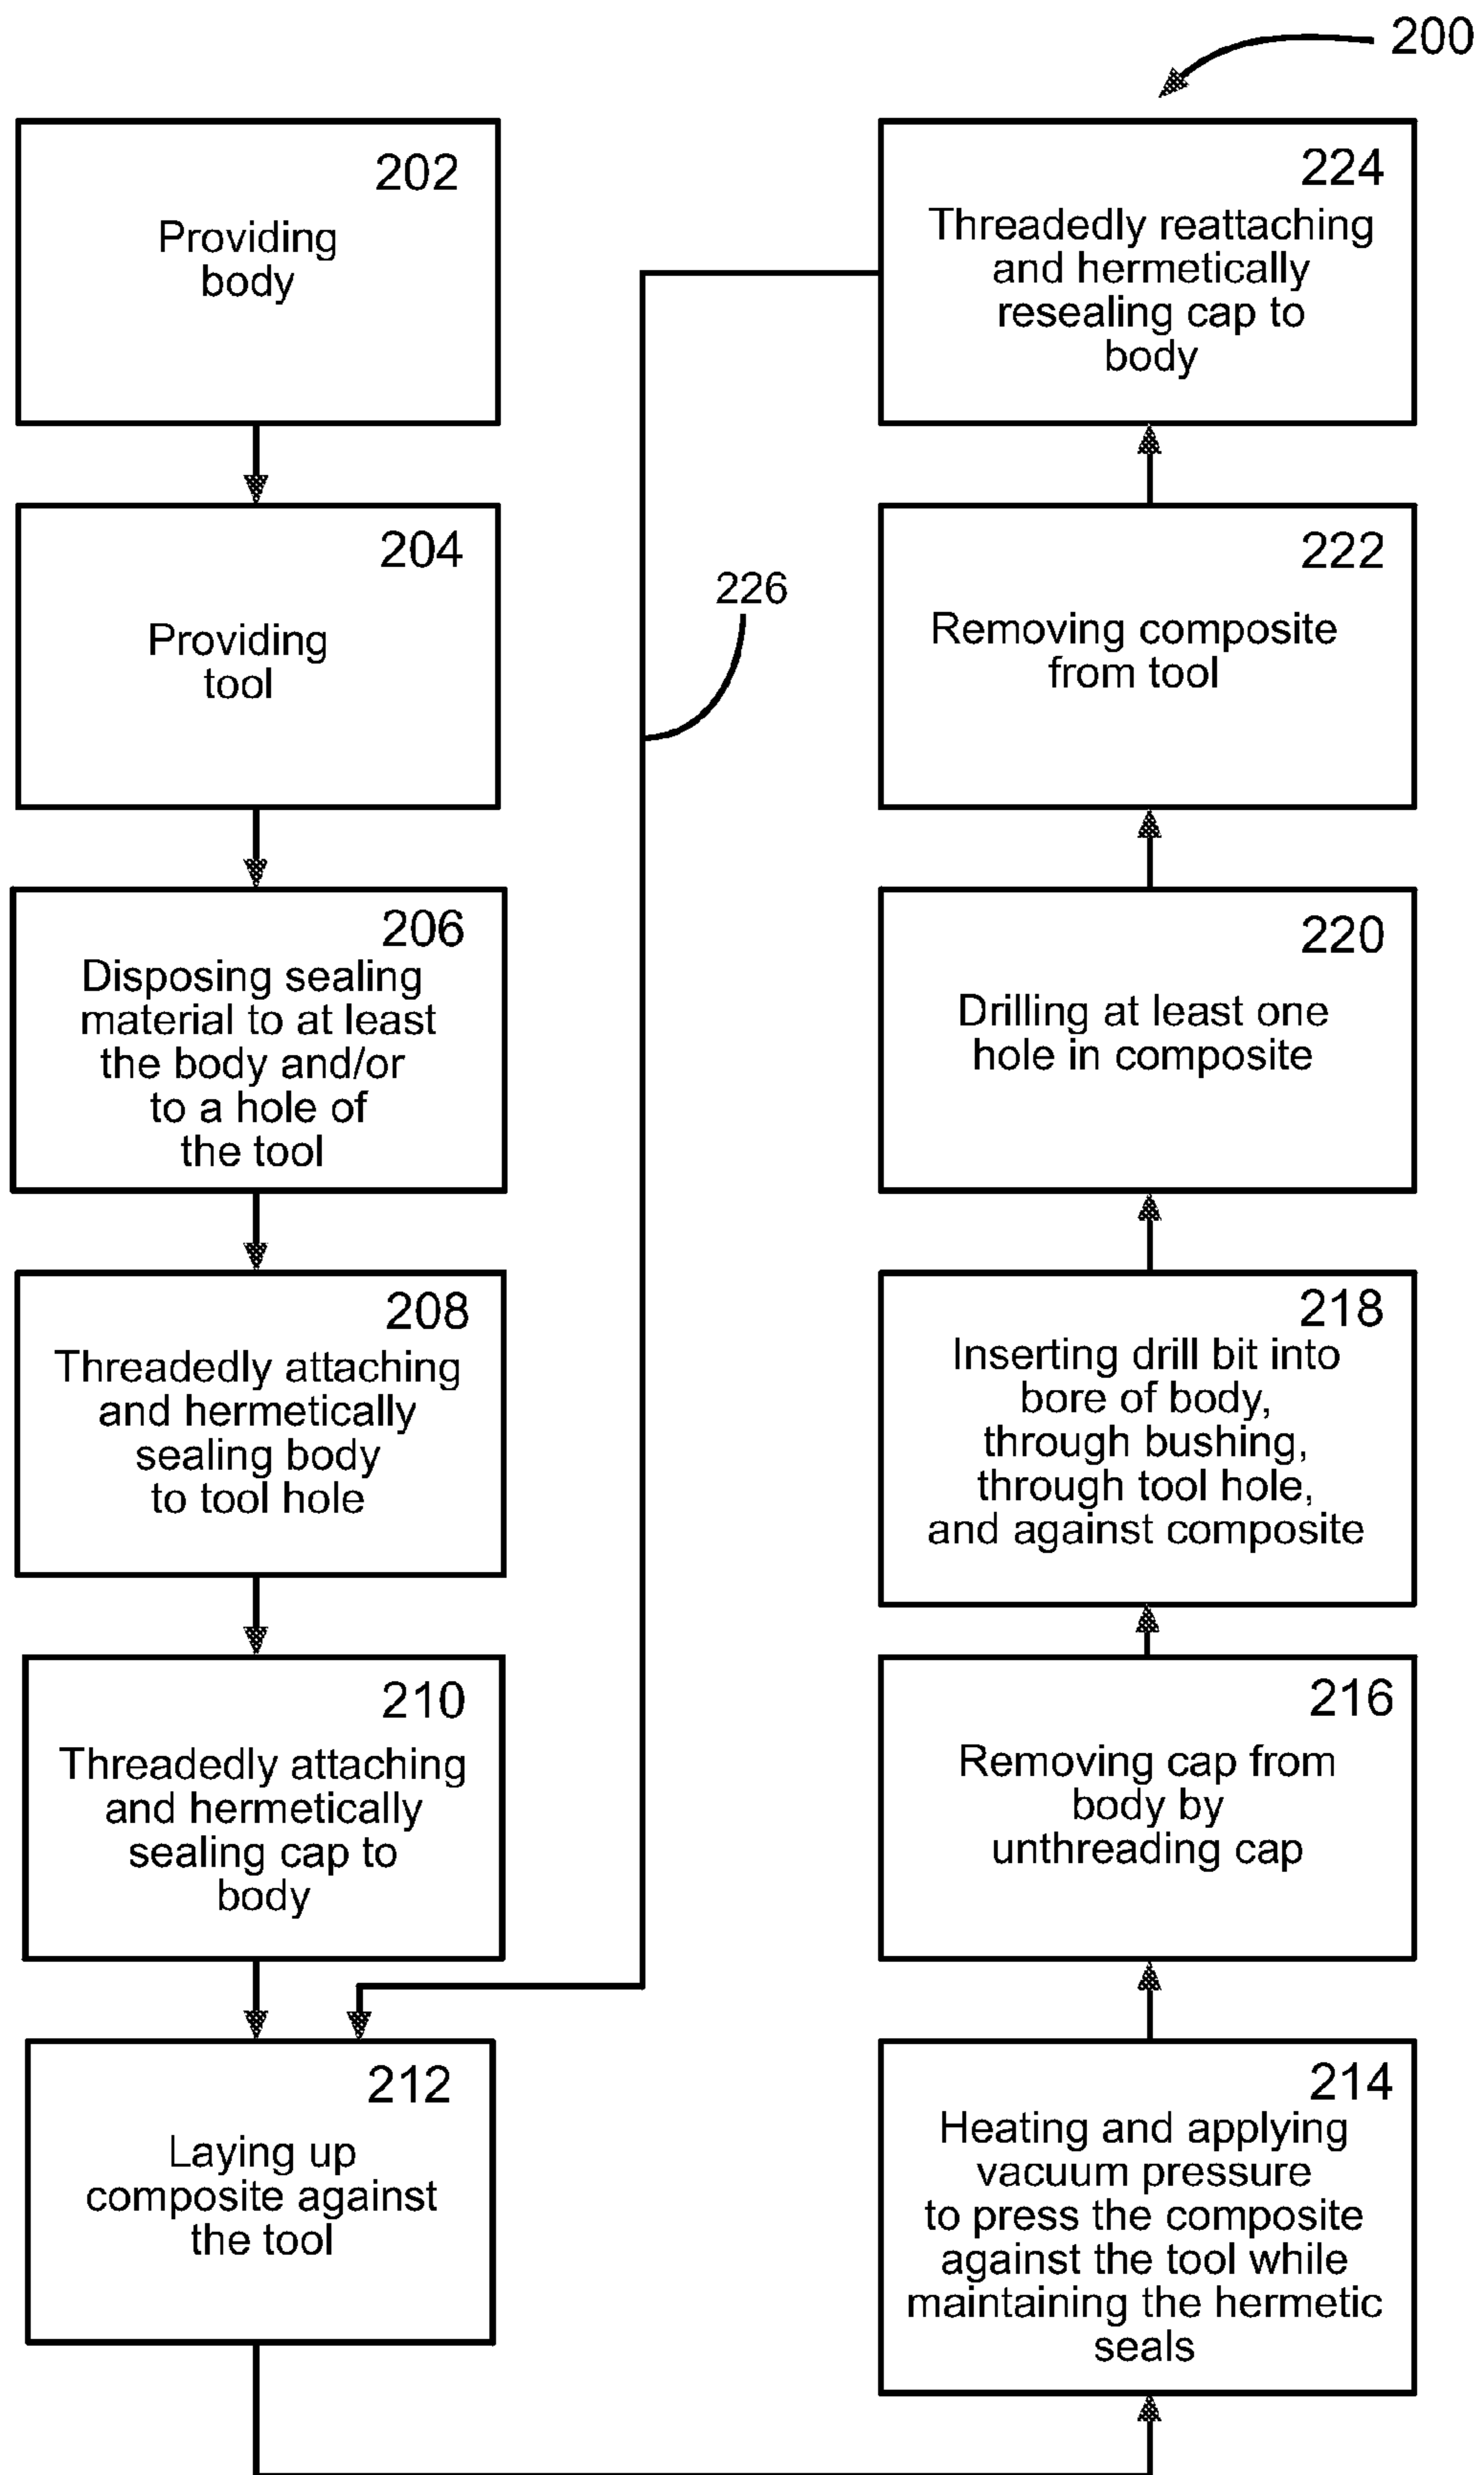 200
202
Providing
body
204
Providing
tool
206
Disposing sealing
material to at least
the body and/or
to a hole of
the tool
208
Threadedly attaching
and hermetically
sealing body
to tool hole
210
Threadedly attaching
and hermetically
sealing cap to
body
212
Laying up
composite against
the tool
214
Heating and applying
vacuum pressure
to press the composite
against the tool while
maintaining the hermetic
seals
216
Removing cap from
body by
unthreading cap
218
Inserting drill bit into
bore of body,
through bushing,
through tool hole,
and against composite
220
Drilling at least one
hole in composite
222
Removing composite
from tool
224
Threadedly reattaching
and hermetically
resealing cap to
body
226